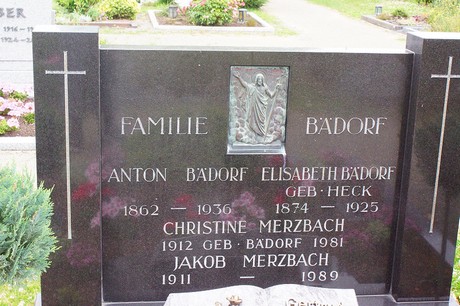 FAMILIE BÄDORF
ANTON BÄDORF ELISABETH BÄDORF
GEB·HECK
1862 – 1936 1874 – 1925
CHRISTINE MERZBACH
1912 GEB·BÄDORF 1981
JAKOB MERZBACH
1911 – 1989